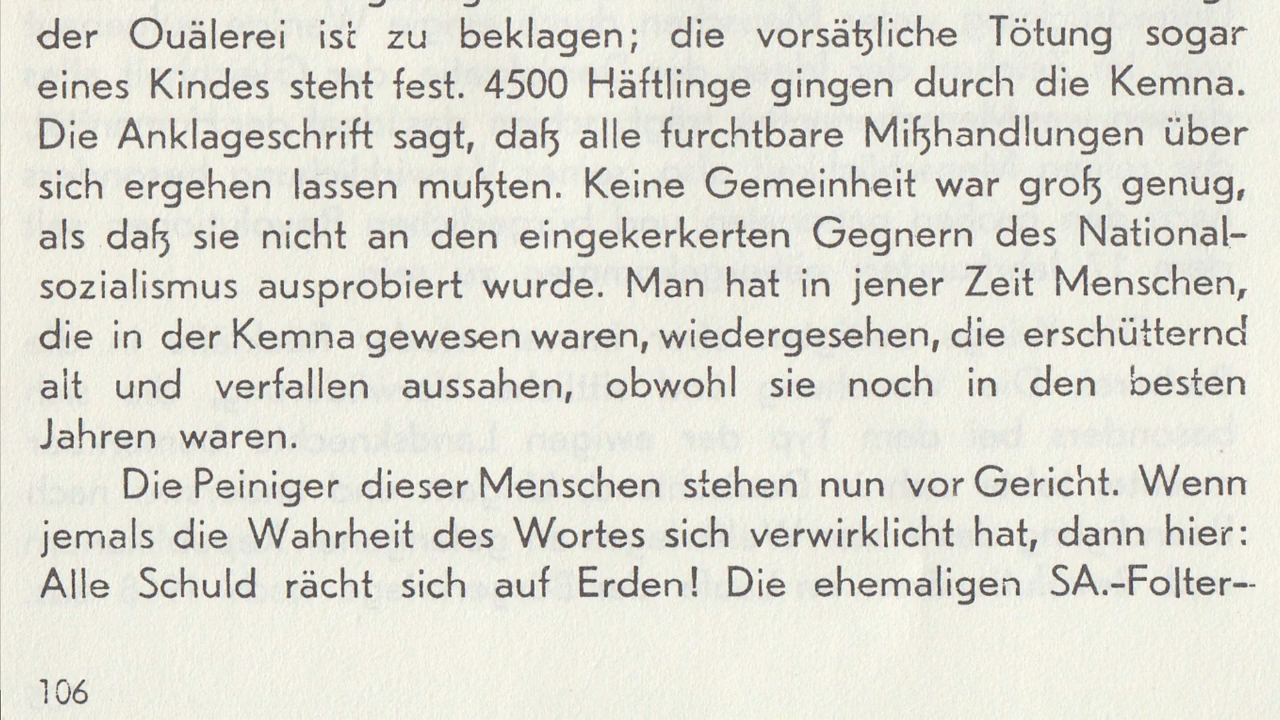 der Ouälerei ist zu beklagen; die vorsätzliche Tötung sogar
eines Kindes steht fest. 4500 Häftlinge gingen durch die Kemna.
Die Anklageschrift sagt, daß alle furchtbare Mißhandlungen über
sich ergehen lassen mußten. Keine Gemeinheit war groß genug,
als daß sie nicht an den eingekerkerten Gegnern des National-
sozialismus ausprobiert wurde. Man hat in jener Zeit Menschen,
die in der Kemna gewesen waren, wiedergesehen, die erschütternd
alt und verfallen aussahen, obwohl sie noch in den besten
Jahren waren.
Die Peiniger dieser Menschen stehen nun vor Gericht. Wenn
jemals die Wahrheit des Wortes sich verwirklicht hat, dann hier:
Alle Schuld rächt sich auf Erden! Die ehemaligen SA.-Folter-
106